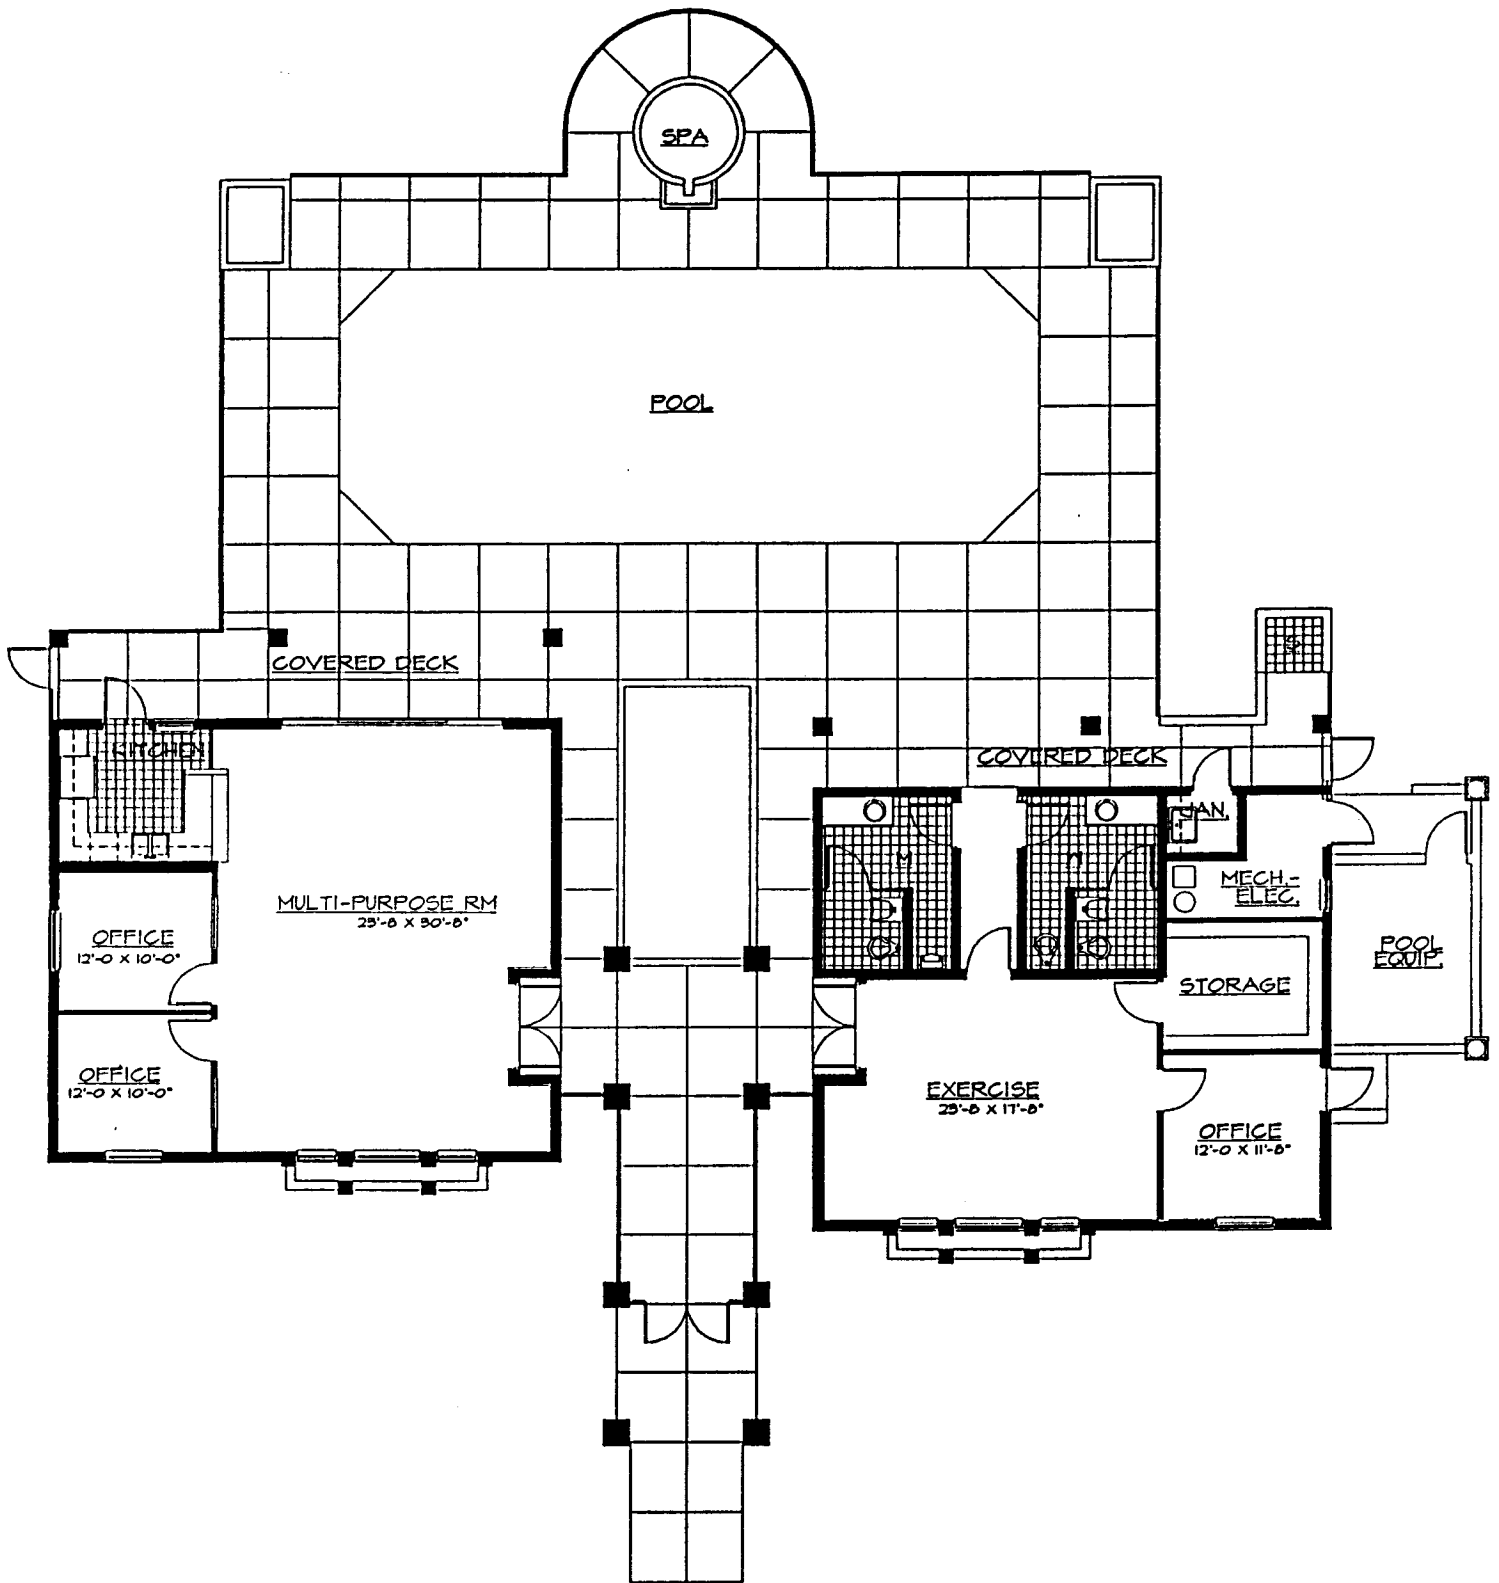 SPA
POOL
COVERED DECK
S
KITCHEN
COVERED DECK
JAN.
MECH.-
ELEC.
MULTI-PURPOSE RM
23'-8 X 30'-8"
OFFICE
12'-0 X 10'-0"
POOL
EQUIP.
STORAGE
OFFICE
12'-0 X 10'-0"
EXERCISE
23'-8 X 17'-8"
OFFICE
12'-0 X 11'-8"